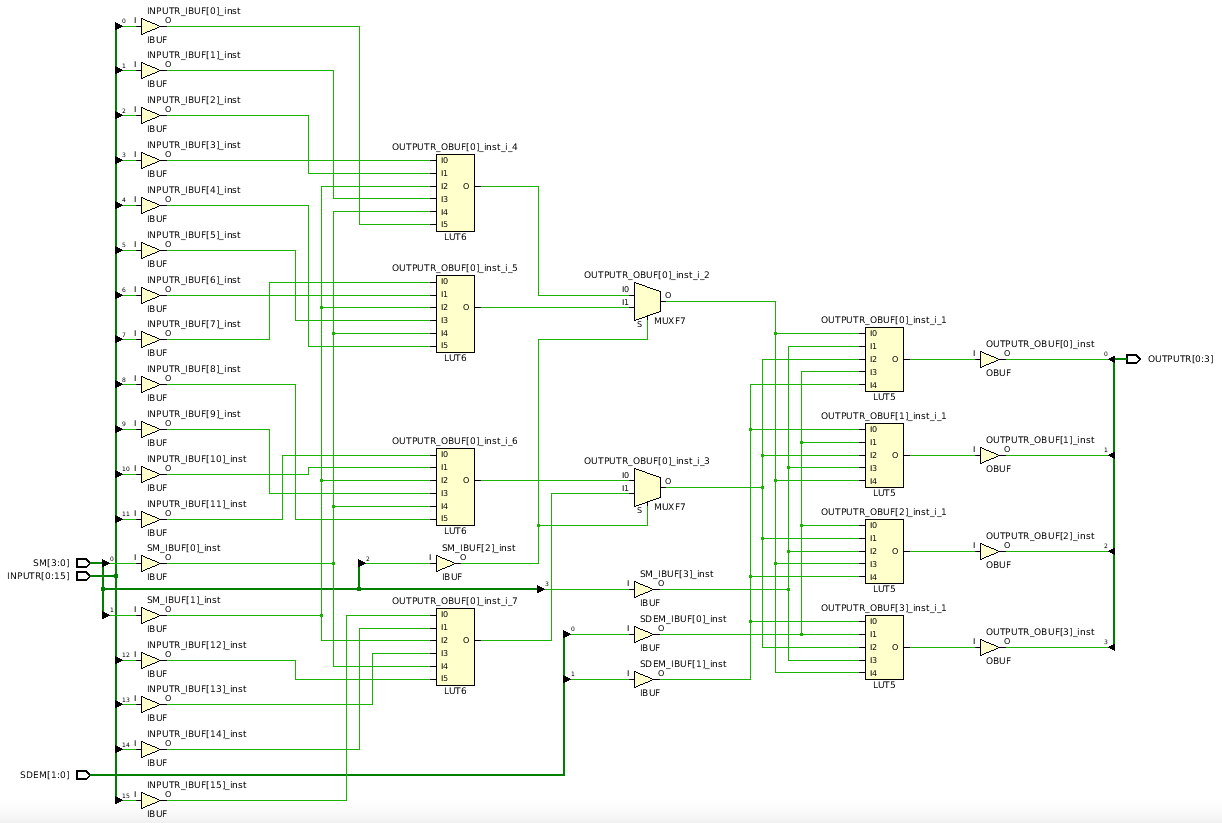 INPUTR_IBUF[0]_inst
0 I O
IBUF
INPUTR_IBUF[1]_inst
1 I O
IBUF
INPUTR_IBUF[2]_inst
2 I O
IBUF
INPUTR_IBUF[3]_inst
3 I O
IBUF
INPUTR_IBUF[4]_inst
4 I O
IBUF
INPUTR_IBUF[5]_inst
5 I O
IBUF
INPUTR_IBUF[6]_inst
6 I O
IBUF
INPUTR_IBUF[7]_inst
7 I O
IBUF
INPUTR_IBUF[8]_inst
8 I O
IBUF
INPUTR_IBUF[9]_inst
9 I O
IBUF
INPUTR_IBUF[10]_inst
10 I O
IBUF
INPUTR_IBUF[11]_inst
11 I O
IBUF
SM[3:0]
INPUTR[0:15]
SM_IBUF[0]_inst
0 I O
IBUF
SM_IBUF[1]_inst
1 I O
IBUF
INPUTR_IBUF[12]_inst
12 I O
IBUF
INPUTR_IBUF[13]_inst
13 I O
IBUF
INPUTR_IBUF[14]_inst
14 I O
IBUF
SDEM[1:0]
INPUTR_IBUF[15]_inst
15 I O
IBUF
OUTPUTR_OBUF[0]_inst_i_4
I0
I1
I2 O
I3
I4
I5
LUT6
OUTPUTR_OBUF[0]_inst_i_5
I0
I1
I2 O
I3
I4
I5
LUT6
OUTPUTR_OBUF[0]_inst_i_6
I0
I1
I2 O
I3
I4
I5
LUT6
SM_IBUF[2]_inst
2 I O
IBUF
OUTPUTR_OBUF[0]_inst_i_7
I0
I1
I2 O
I3
I4
I5
LUT6
OUTPUTR_OBUF[0]_inst_i_2
I0 O
I1
S MUXF7
OUTPUTR_OBUF[0]_inst_i_3
I0 O
I1
S MUXF7
SM_IBUF[3]_inst
3 I O
IBUF
SDEM_IBUF[0]_inst
0 I O
IBUF
SDEM_IBUF[1]_inst
1 I O
IBUF
OUTPUTR_OBUF[0]_inst_i_1
I0
I1
I2 O
I3
I4
LUT5
OUTPUTR_OBUF[1]_inst_i_1
I0
I1
I2 O
I3
I4
LUT5
OUTPUTR_OBUF[2]_inst_i_1
I0
I1
I2 O
I3
I4
LUT5
OUTPUTR_OBUF[3]_inst_i_1
I0
I1
I2 O
I3
I4
LUT5
OUTPUTR_OBUF[0]_inst
I O 0
OBUF
OUTPUTR[0:3]
OUTPUTR_OBUF[1]_inst
I O 1
OBUF
OUTPUTR_OBUF[2]_inst
I O 2
OBUF
OUTPUTR_OBUF[3]_inst
I O 3
OBUF